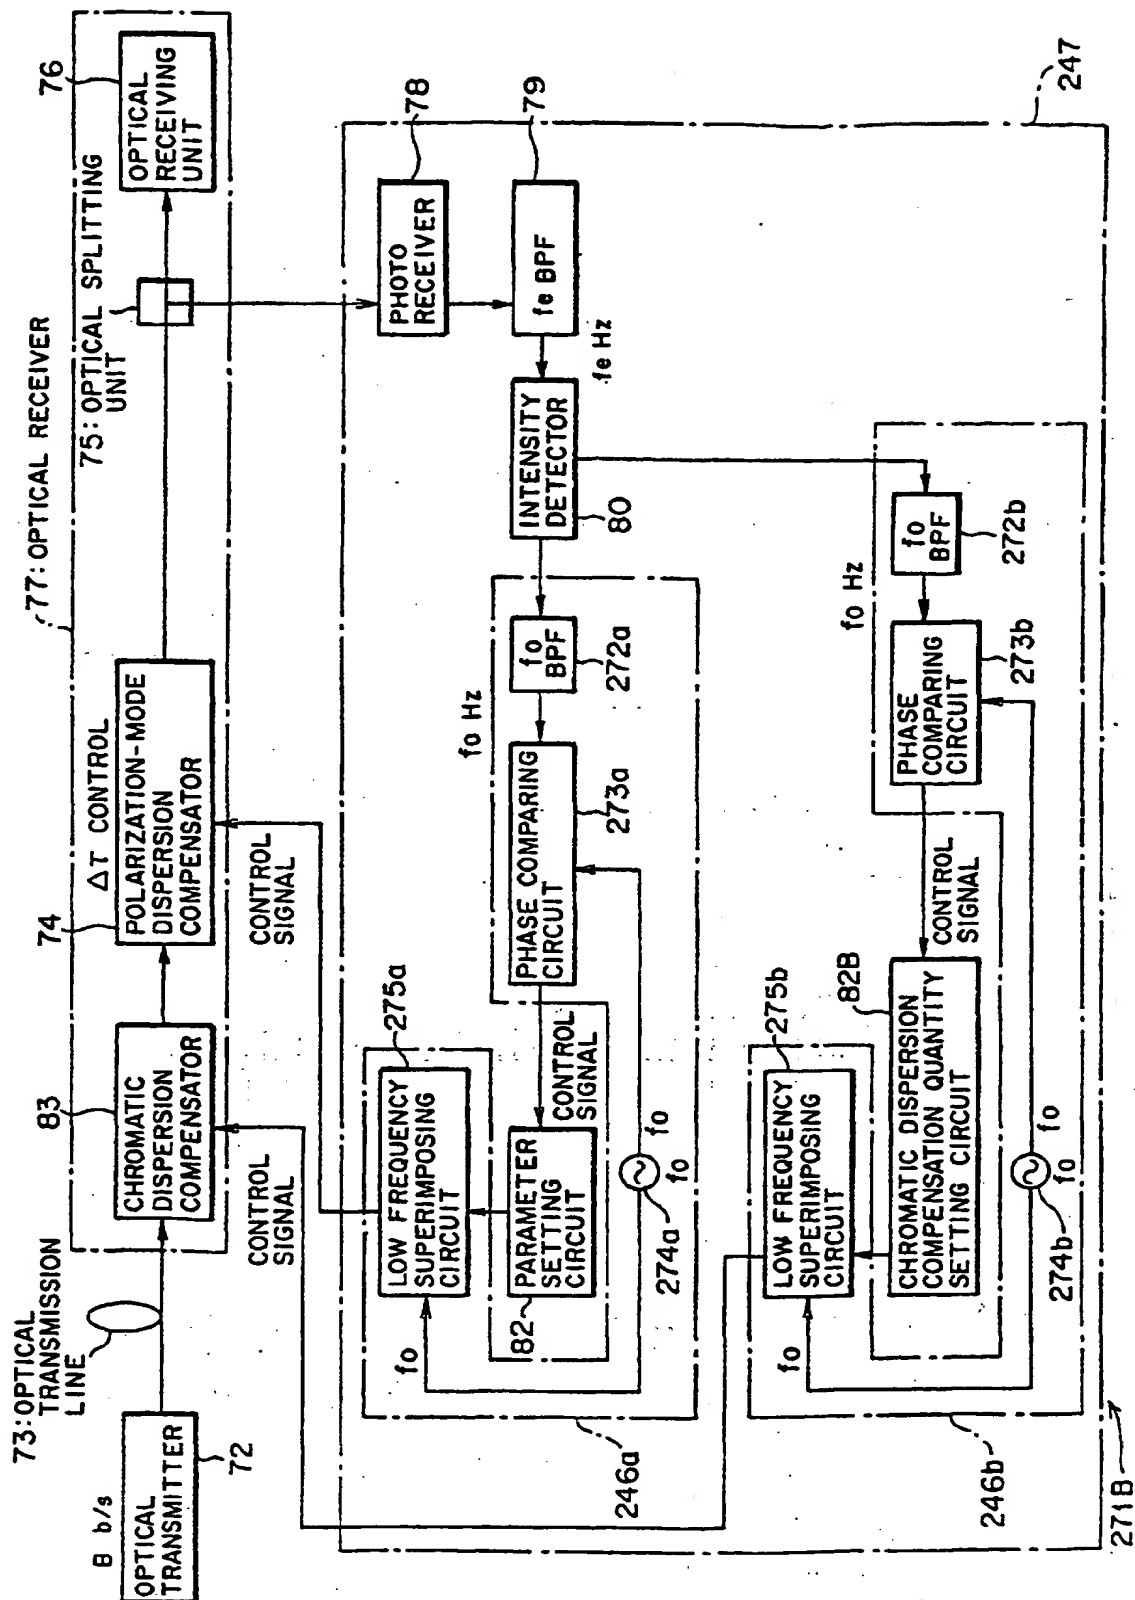 B b/s
OPTICAL
TRANSMITTER
72
73:OPTICAL
TRANSMISSION
LINE
77:OPTICAL RECEIVER
83
CHROMATIC
DISPERSION
COMPENSATOR
74
ΔT CONTROL
POLARIZATION-MODE
DISPERSION
COMPENSATOR
75:OPTICAL SPLITTING
UNIT
76
OPTICAL
RECEIVING
UNIT
CONTROL
SIGNAL
CONTROL
SIGNAL
PHOTO
RECEIVER
78
fe BPF
79
fe Hz
INTENSITY
DETECTOR
80
247
fo
BPF
272a
fo Hz
PHASE COMPARING
CIRCUIT
273a
CONTROL
SIGNAL
PARAMETER
SETTING
CIRCUIT
82
275a
LOW FREQUENCY
SUPERIMPOSING
CIRCUIT
fo
fo
fo
274a
246a
fo
BPF
272b
fo Hz
PHASE
COMPARING
CIRCUIT
273b
CONTROL
SIGNAL
82B
CHROMATIC DISPERSION
COMPENSATION QUANTITY
SETTING CIRCUIT
275b
LOW FREQUENCY
SUPERIMPOSING
CIRCUIT
fo
fo
fo
274b
246b
271B